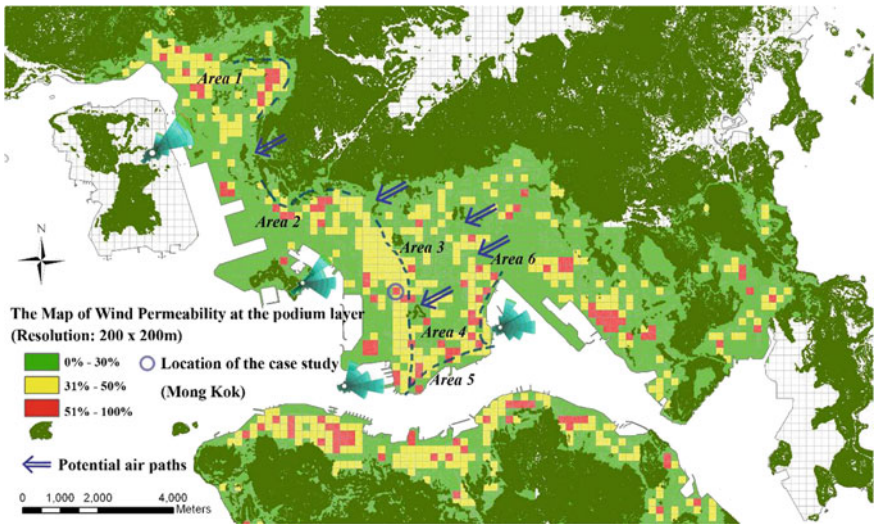 Area 1
Area 2
Area 3
Area 6
Area 4
Area 5
N
The Map of Wind Permeability at the podium layer
(Resolution: 200 x 200m)
0% - 30%
31% - 50%
51% - 100%
Location of the case study
(Mong Kok)
Potential air paths
0 1,000 2,000 4,000
Meters